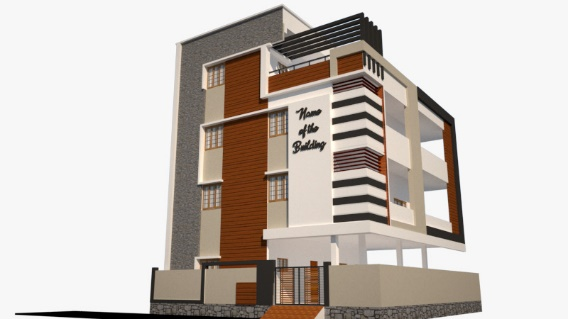 Name
of the
Building